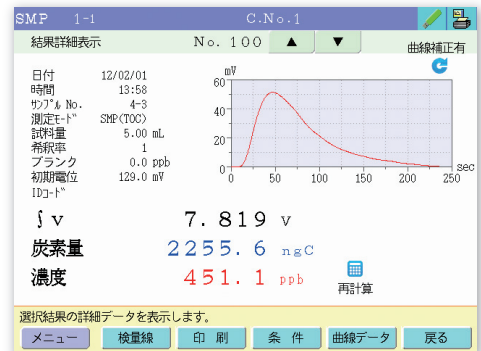 SMP 1-1 C.No.1
結果詳細表示 No. 100 ▲ ▼ 曲線補正有
日付 12/02/01
時間 13:58
ｻﾝﾌﾟﾙ No. 4-3
測定ﾓｰﾄﾞ SMP(TOC)
試料量 5.00 mL
希釈率 1
ブランク 0.0 ppb
初期電位 129.0 mV
IDｺｰﾄﾞ
mV
60
40
20
0
0 50 100 150 200 250 sec
∫v 7.819 v
炭素量 2255.6 ngC
濃度 451.1 ppb
再計算
選択結果の詳細データを表示します。
メニュー 検量線 印 刷 条 件 曲線データ 戻る